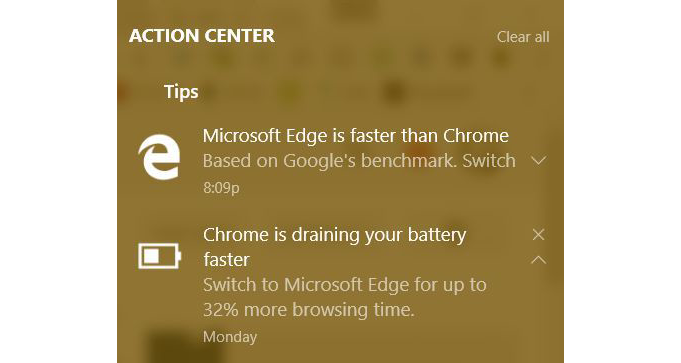 ACTION CENTER
Clear all
Tips
Microsoft Edge is faster than Chrome
Based on Google's benchmark. Switch
8:09p
Chrome is draining your battery
faster
Switch to Microsoft Edge for up to
32% more browsing time.
Monday